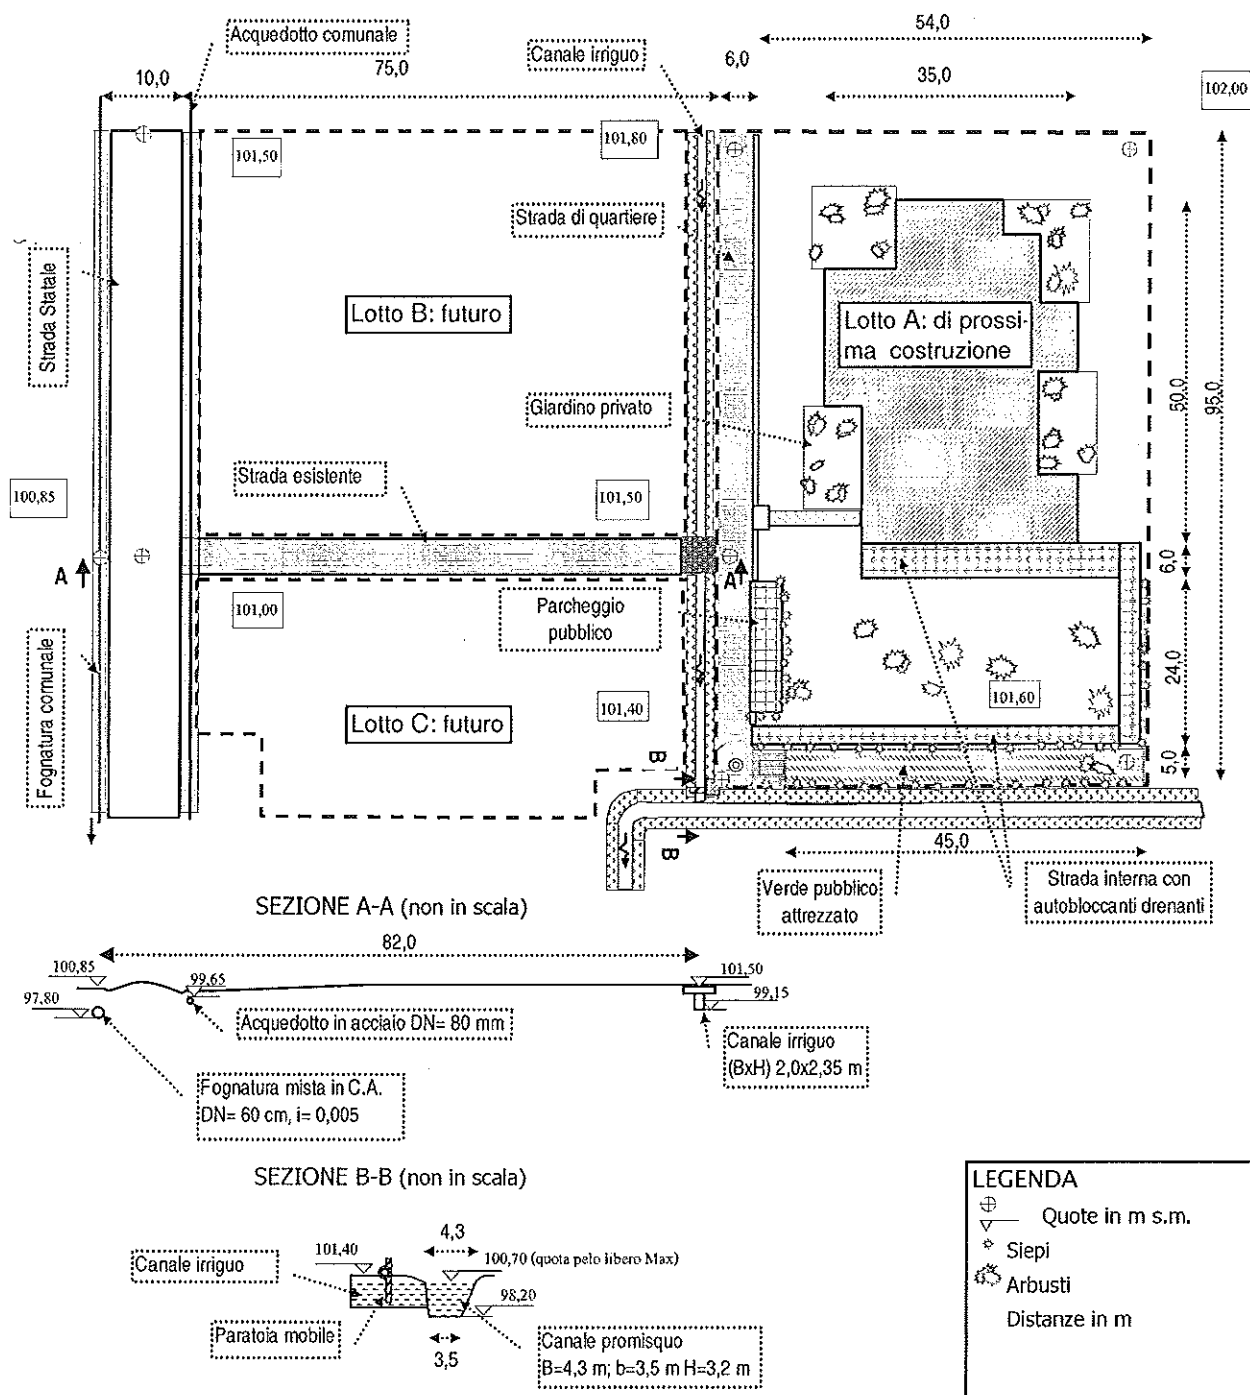 54,0
Acquedotto comunale
Canale irriguo
6,0
10,0
75,0
35,0
102,00
101,50
101,80
Strada di quartiere
Strada Statale
Lotto B: futuro
Lotto A: di prossi-
ma costruzione
Giardino privato
50,0
95,0
Strada esistente
100,85
101,50
A
A
6,0
101,00
Parcheggio
pubblico
24,0
101,60
101,40
Lotto C: futuro
Fognatura comunale
B
5,0
B
45,0
Verde pubblico
attrezzato
Strada interna con
autobloccanti drenanti
SEZIONE A-A (non in scala)
82,0
100,85
99,65
101,50
97,80
99,15
Acquedotto in acciaio DN= 80 mm
Canale irriguo
(BxH) 2,0x2,35 m
Fognatura mista in C.A.
DN= 60 cm, i= 0,005
SEZIONE B-B (non in scala)
LEGENDA
Quote in m s.m.
Siepi
Arbusti
Distanze in m
4,3
101,40
100,70 (quota pelo libero Max)
Canale irriguo
98,20
Paratoia mobile
Canale promisquo
B=4,3 m; b=3,5 m H=3,2 m
3,5